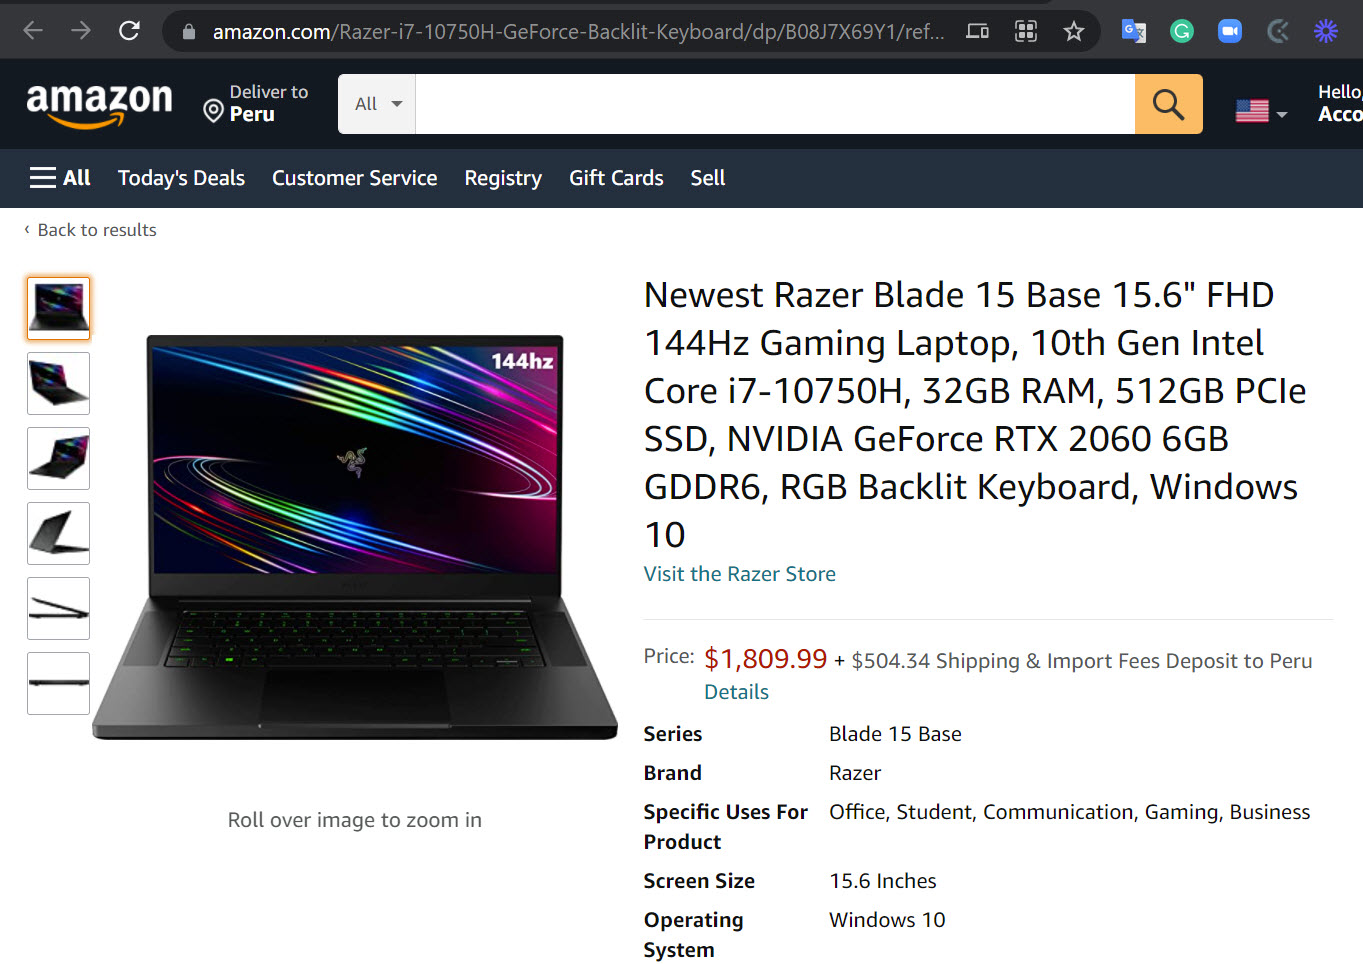 amazon.com/Razer-i7-10750H-GeForce-Backlit-Keyboard/dp/B08J7X69Y1/ref...
amazon
Deliver to
Peru
All
Hello,
Acco
All
Today's Deals
Customer Service
Registry
Gift Cards
Sell
‹ Back to results
144hz
Newest Razer Blade 15 Base 15.6" FHD
144Hz Gaming Laptop, 10th Gen Intel
Core i7-10750H, 32GB RAM, 512GB PCIe
SSD, NVIDIA GeForce RTX 2060 6GB
GDDR6, RGB Backlit Keyboard, Windows
10
Visit the Razer Store
Price: $1,809.99 + $504.34 Shipping & Import Fees Deposit to Peru
Details
Series Blade 15 Base
Brand Razer
Specific Uses For Office, Student, Communication, Gaming, Business
Product
Screen Size 15.6 Inches
Operating Windows 10
System
Roll over image to zoom in